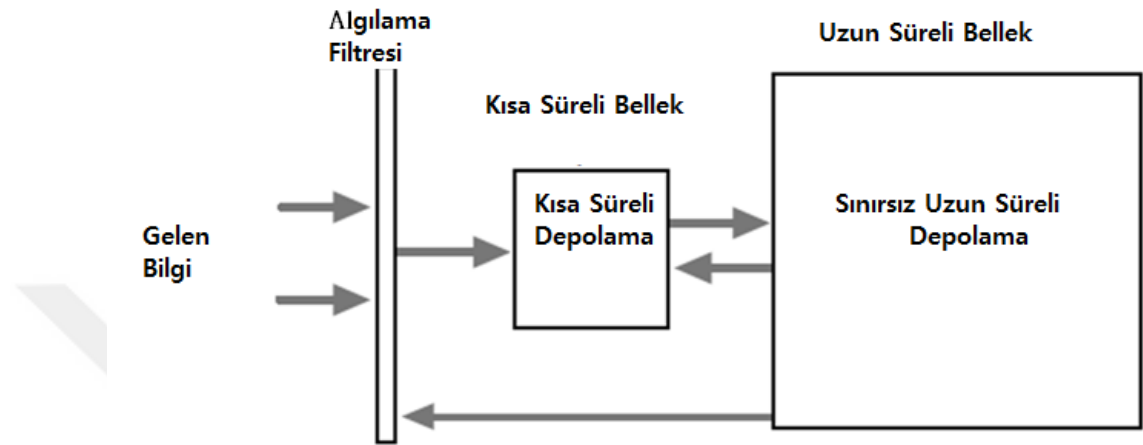 Algılama
Filtresi
Uzun Süreli Bellek
Kısa Süreli Bellek
Kısa Süreli
Depolama
Sınırsız Uzun Süreli
Depolama
Gelen
Bilgi